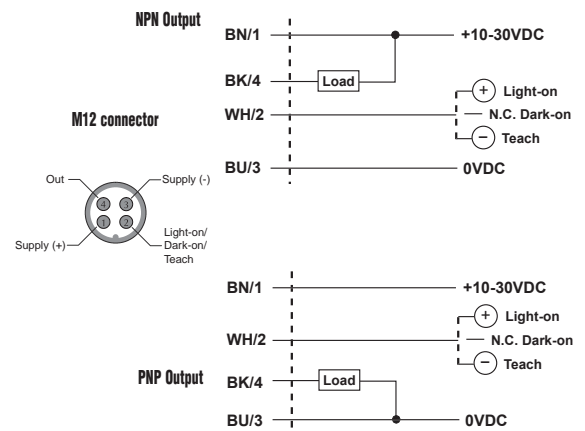 NPN Output
BN/1
+10-30VDC
BK/4
Load
WH/2
+
Light-on
N.C. Dark-on
−
Teach
BU/3
0VDC
M12 connector
Out
Supply (-)
4
3
1
2
Supply (+)
Light-on/
Dark-on/
Teach
BN/1
+10-30VDC
WH/2
+
Light-on
N.C. Dark-on
−
Teach
PNP Output
BK/4
Load
BU/3
0VDC